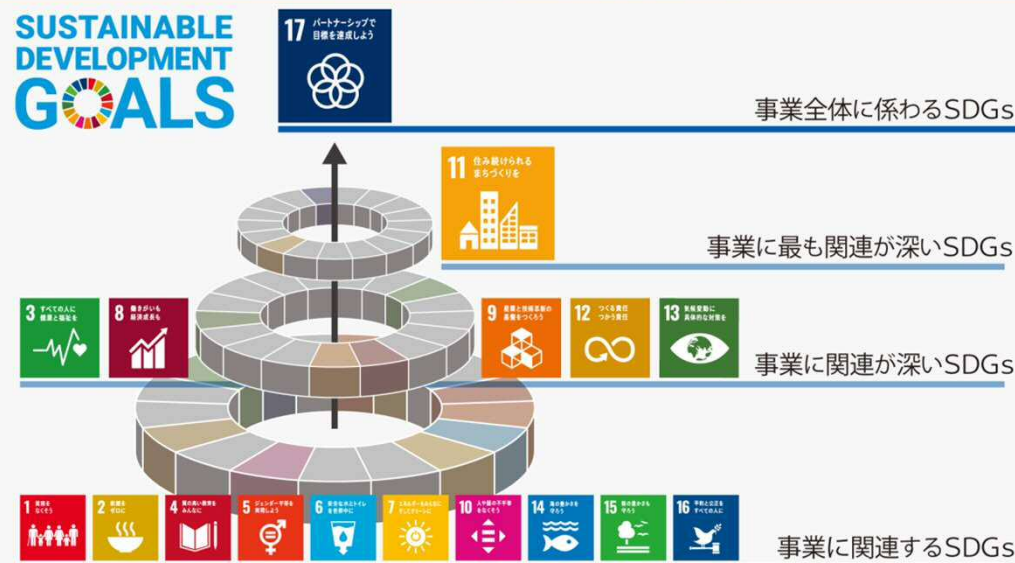 SUSTAINABLE
DEVELOPMENT
GOALS
17 パートナーシップで
目標を達成しよう
事業全体に係わるSDGs
11 住み続けられる
まちづくりを
事業に最も関連が深いSDGs
3 すべての人に
健康と福祉を
8 働きがいも
経済成長も
9 産業と技術革新の
基盤をつくろう
12 つくる責任
つかう責任
13 気候変動に
具体的な対策を
事業に関連が深いSDGs
1 貧困を
なくそう
2 飢餓を
ゼロに
4 質の高い教育を
みんなに
5 ジェンダー平等を
実現しよう
6 安全な水とトイレ
を世界中に
7 エネルギーをみんなに
そしてクリーンに
10 人や国の不平等
をなくそう
14 海の豊かさを
守ろう
15 陸の豊かさも
守ろう
16 平和と公正を
すべての人に
事業に関連するSDGs